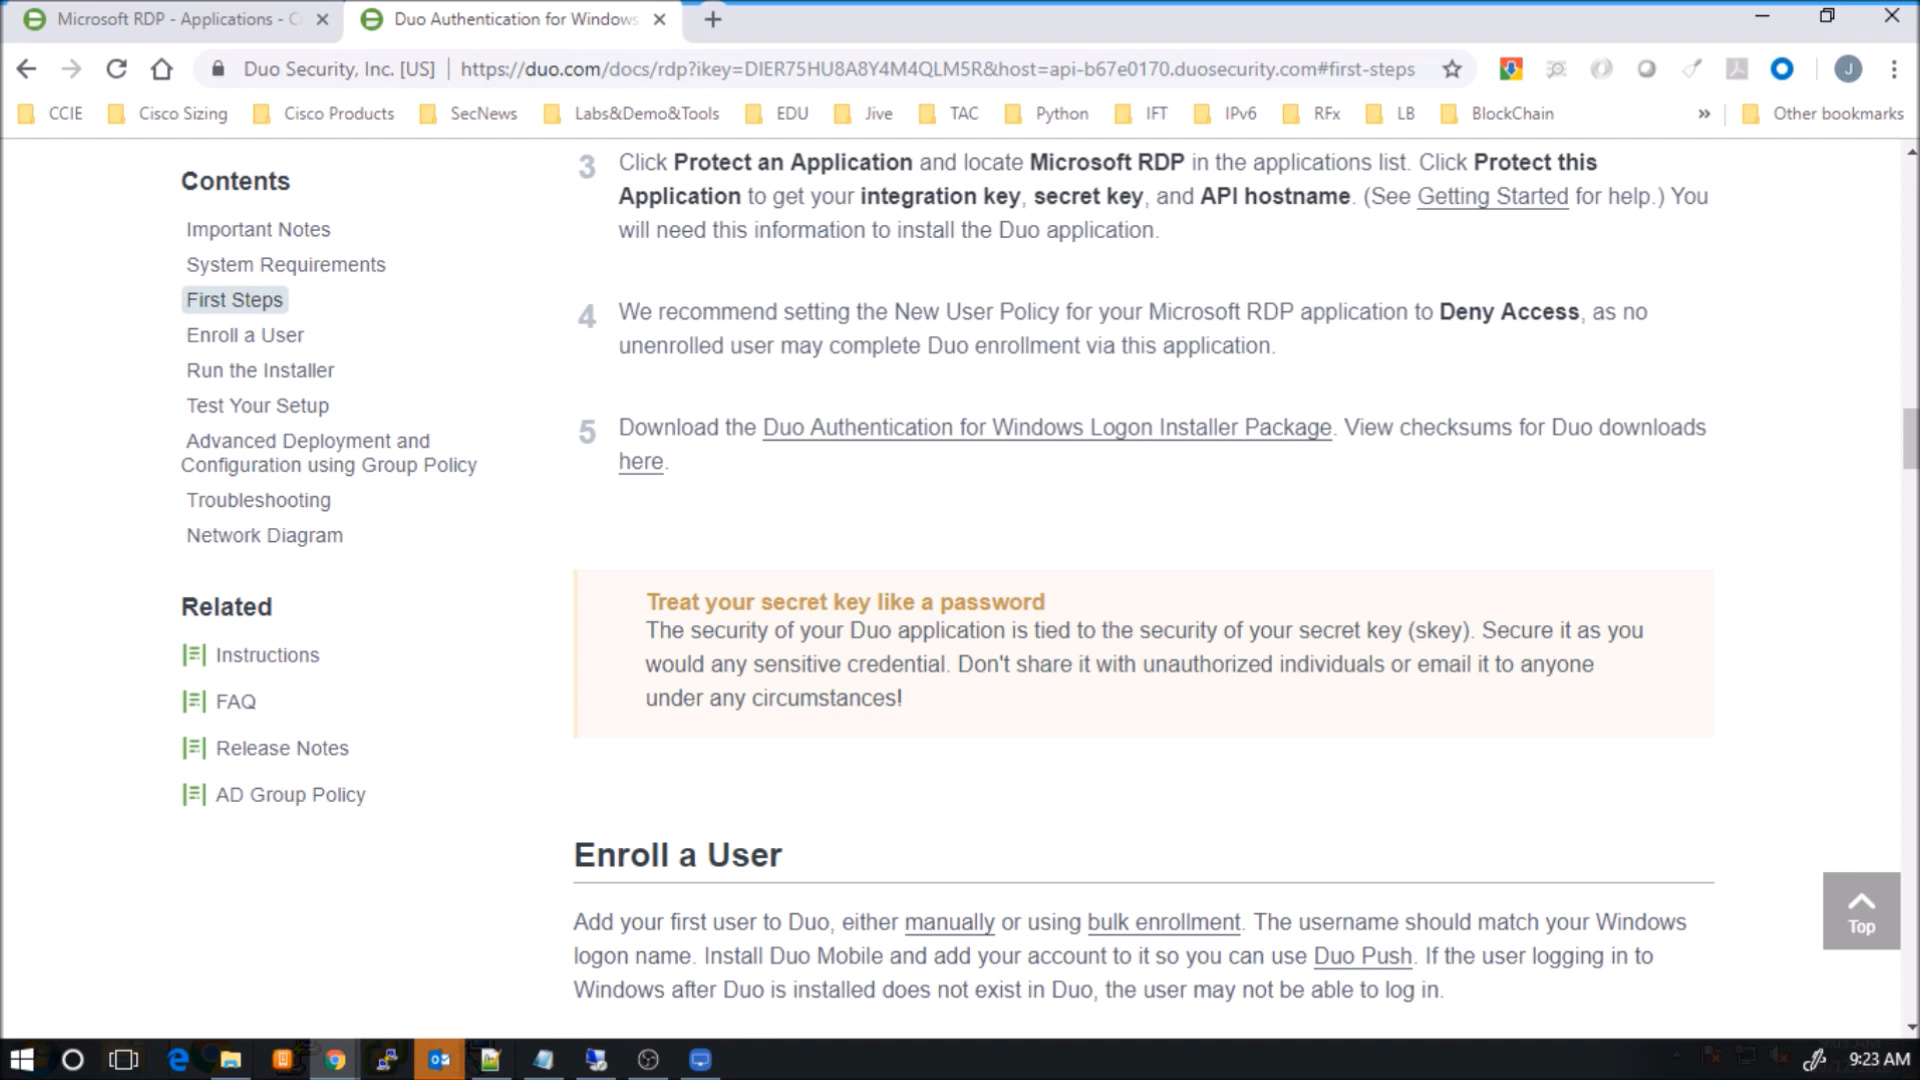 Microsoft RDP - Applications - C
Duo Authentication for Windows
Duo Security, Inc. [US]
https://duo.com/docs/rdp?ikey=DIER75HU8A8Y4M4QLM5R&host=api-b67e0170.duosecurity.com#first-steps
J
CCIE
Cisco Sizing
Cisco Products
SecNews
Labs&Demo&Tools
EDU
Jive
TAC
Python
IFT
IPv6
RFx
LB
BlockChain
»
Other bookmarks
Contents
Important Notes
System Requirements
First Steps
Enroll a User
Run the Installer
Test Your Setup
Advanced Deployment and
Configuration using Group Policy
Troubleshooting
Network Diagram
Related
Instructions
FAQ
Release Notes
AD Group Policy
3 Click Protect an Application and locate Microsoft RDP in the applications list. Click Protect this
Application to get your integration key, secret key, and API hostname. (See Getting Started for help.) You
will need this information to install the Duo application.
4 We recommend setting the New User Policy for your Microsoft RDP application to Deny Access, as no
unenrolled user may complete Duo enrollment via this application.
5 Download the Duo Authentication for Windows Logon Installer Package. View checksums for Duo downloads
here.
Treat your secret key like a password
The security of your Duo application is tied to the security of your secret key (skey). Secure it as you
would any sensitive credential. Don't share it with unauthorized individuals or email it to anyone
under any circumstances!
Enroll a User
Add your first user to Duo, either manually or using bulk enrollment. The username should match your Windows
logon name. Install Duo Mobile and add your account to it so you can use Duo Push. If the user logging in to
Windows after Duo is installed does not exist in Duo, the user may not be able to log in.
Top
9:23 AM